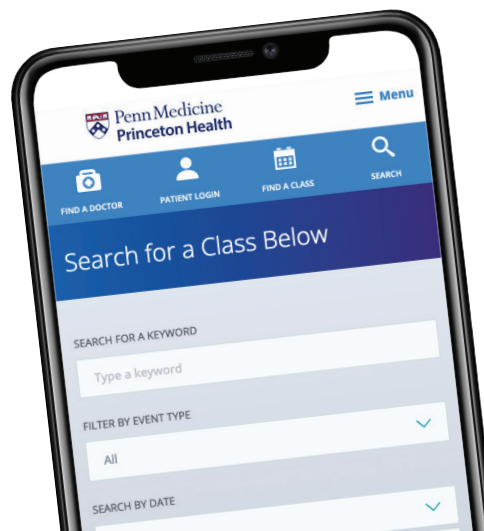 Penn Medicine
Princeton Health
Menu
FIND A DOCTOR
PATIENT LOGIN
FIND A CLASS
SEARCH
Search for a Class Below
SEARCH FOR A KEYWORD
Type a keyword
FILTER BY EVENT TYPE
All
SEARCH BY DATE